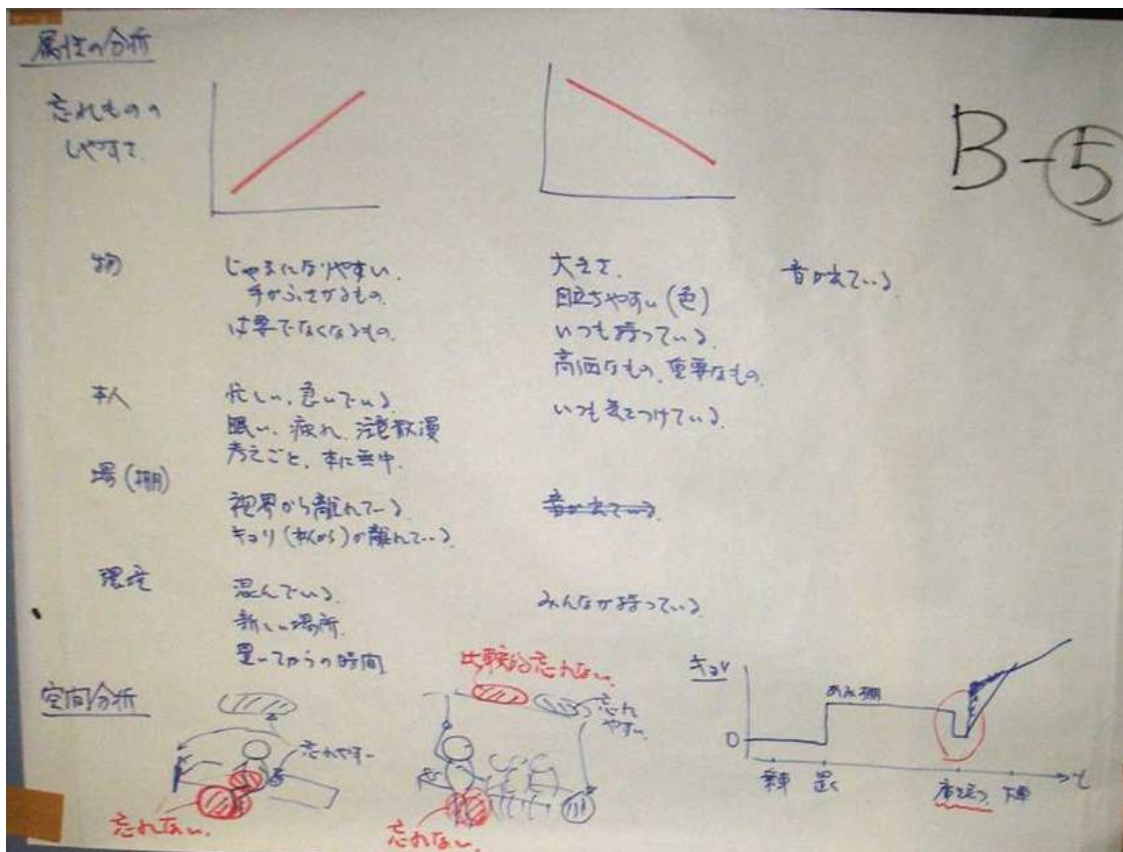 属性の分析
B-⑤
忘れものの
しやすさ
物
じゃまになりやすい.
手がふさがるもの.
必要でなくなるもの.
大きさ.
目立ちやすい(色)
いつも持っている.
高価なもの,重要なもの.
音が出ている.
本人
忙しい,急いでいる
眠い,疲れ,注意散漫
考えごと,本に夢中.
いつも気をつけている.
場(棚)
視界から離れている
キョリ(本人から)が離れている.
音が出ている.
環境
混んでいる.
新しい場所.
置いてからの時間
みんなが持っている
空間分析
忘れやすい
忘れない.
比較的忘れない.
忘れ
やすい.
忘れない.
キョリ
あみ棚
0
乗車 置く 席を立つ 下車 t